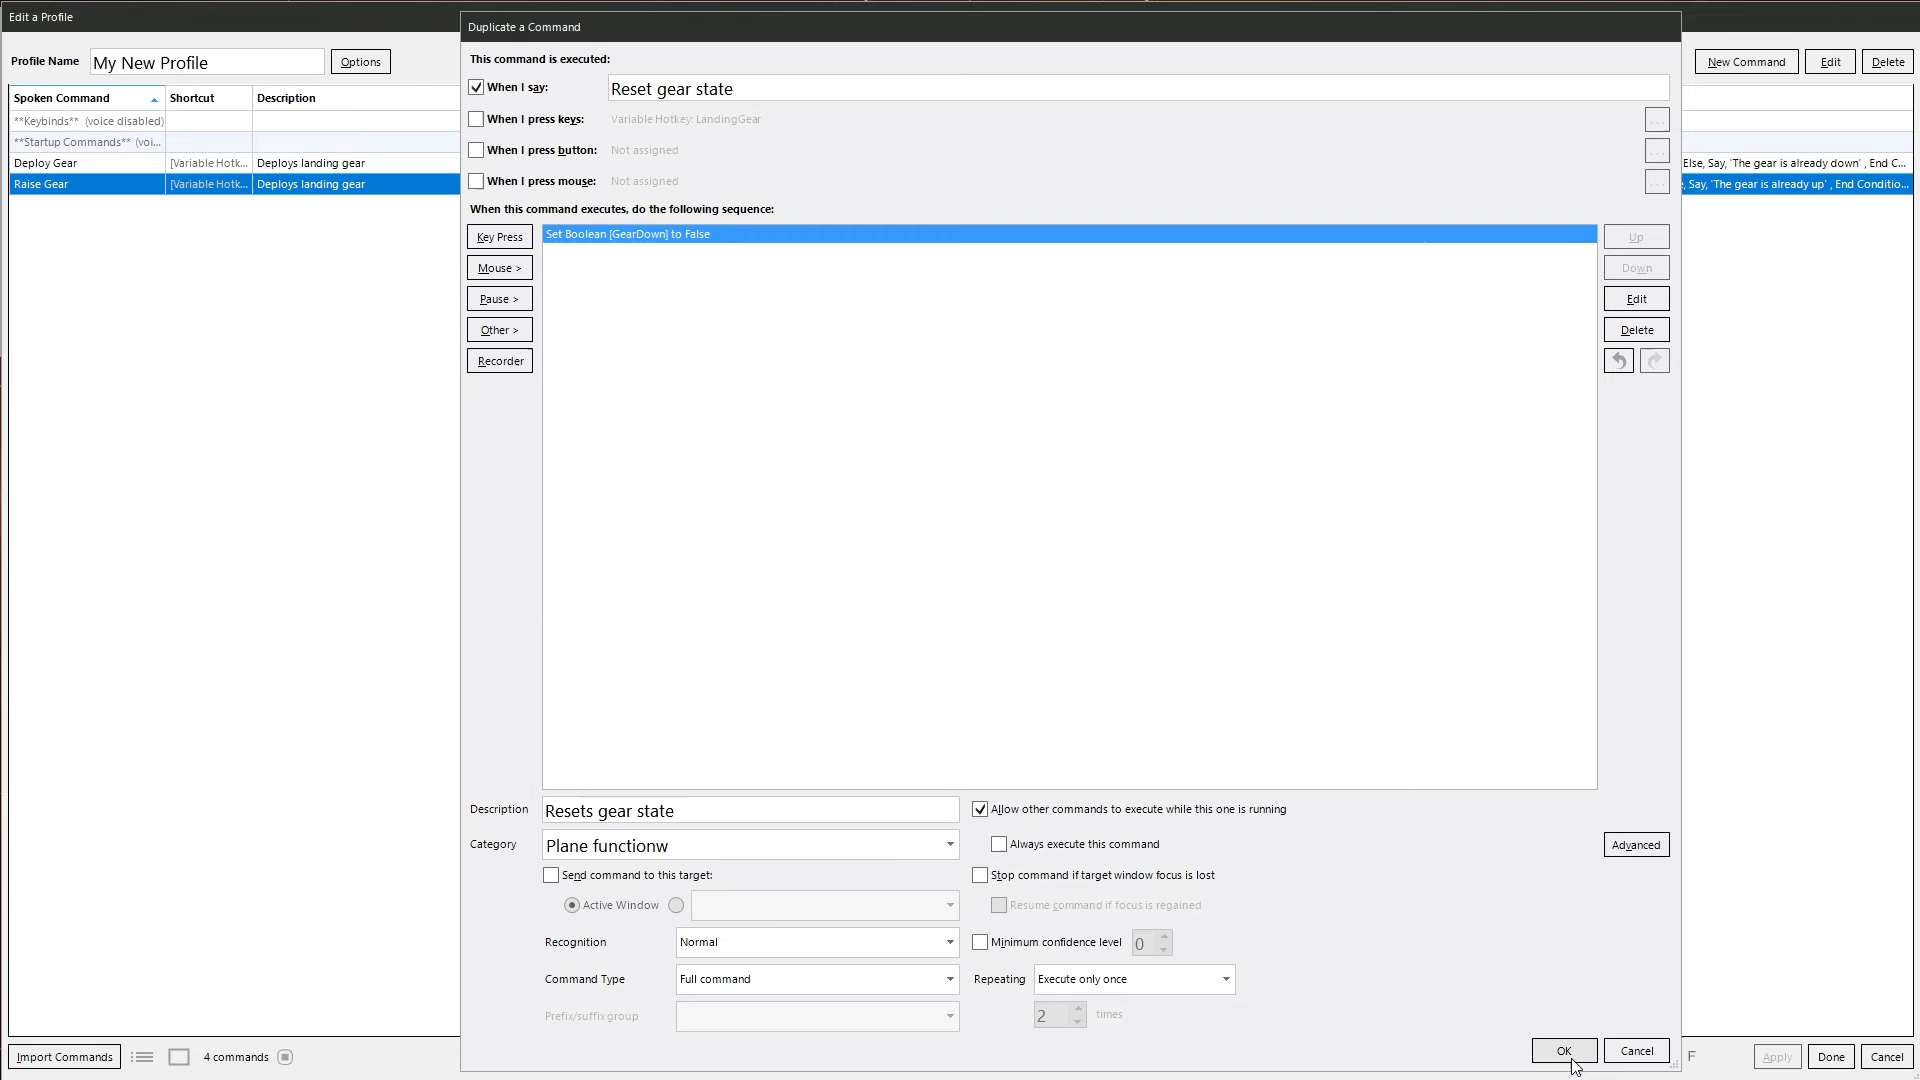 Edit a Profile
Duplicate a Command
Profile Name My New Profile Options
New Command Edit Delete
Spoken Command Shortcut Description
**Keybinds** (voice disabled)
**Startup Commands** (voi...
Deploy Gear [Variable Hotk... Deploys landing gear
Else, Say, 'The gear is already down' , End C...
Raise Gear [Variable Hotk... Deploys landing gear
, Say, 'The gear is already up' , End Conditio...
This command is executed:
When I say: Reset gear state
When I press keys: Variable Hotkey: LandingGear ...
When I press button: Not assigned ...
When I press mouse: Not assigned ...
When this command executes, do the following sequence:
Key Press
Mouse >
Pause >
Other >
Recorder
Set Boolean [GearDown] to False
Up
Down
Edit
Delete
Description Resets gear state
Allow other commands to execute while this one is running
Category Plane functionw
Always execute this command
Advanced
Send command to this target:
Stop command if target window focus is lost
Active Window
Resume command if focus is regained
Recognition Normal
Minimum confidence level 0
Command Type Full command
Repeating Execute only once
Prefix/suffix group
2 times
OK Cancel
Import Commands 4 commands
F Apply Done Cancel